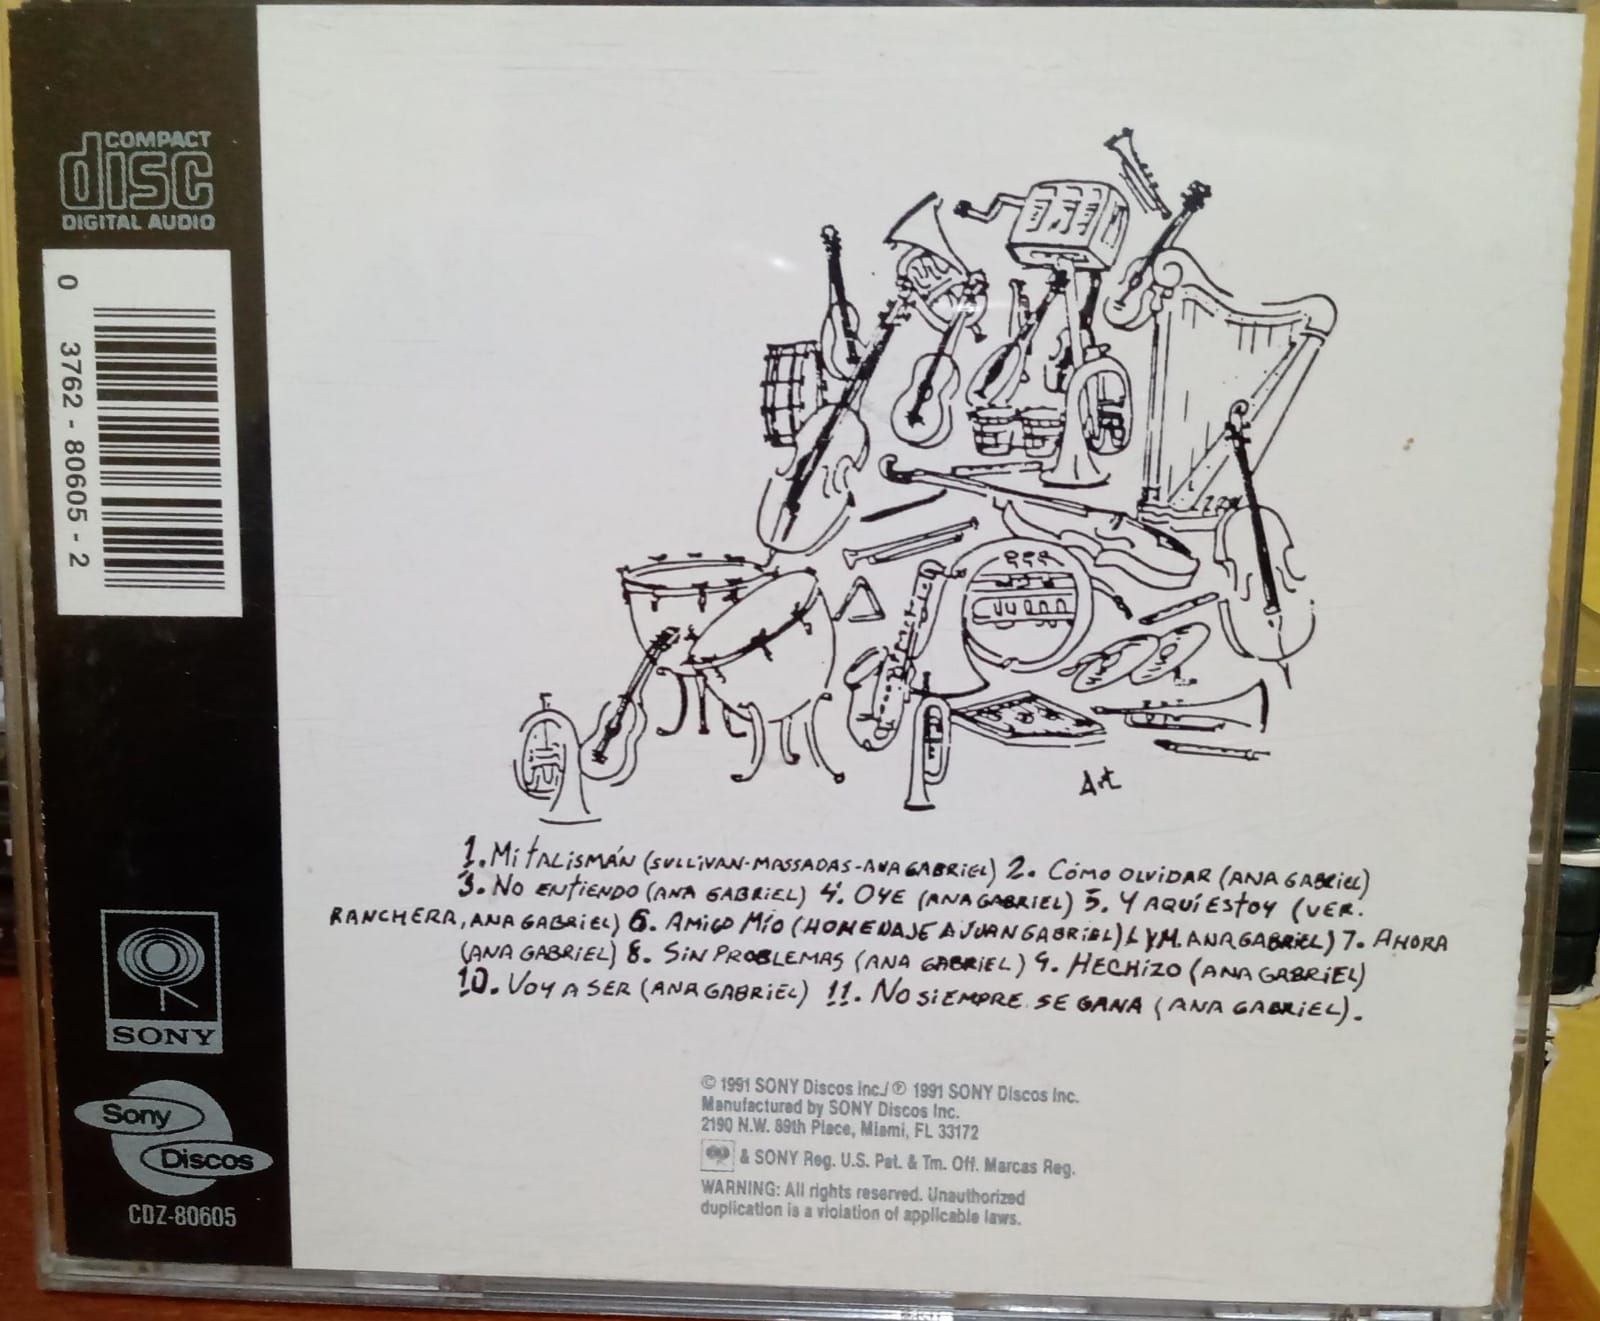 COMPACT
disc
DIGITAL AUDIO
0 3762 - 80605 - 2
SONY
Sony
Discos
CDZ-80605
Art
1. Mi talismán (Sullivan-Massadas-Ana Gabriel) 2. Cómo olvidar (Ana Gabriel)
3. No entiendo (Ana Gabriel) 4. Oye (Ana Gabriel) 5. Y aquí estoy (ver.
ranchera, Ana Gabriel) 6. Amigo Mío (Homenaje a Juan Gabriel) L y M. Ana Gabriel) 7. Ahora
(Ana Gabriel) 8. Sin problemas (Ana Gabriel) 9. Hechizo (Ana Gabriel)
10. Voy a ser (Ana Gabriel) 11. No siempre se gana (Ana Gabriel).
© 1991 SONY Discos Inc./ ℗ 1991 SONY Discos Inc.
Manufactured by SONY Discos Inc.
2190 N.W. 89th Place, Miami, FL 33172
& SONY Reg. U.S. Pat. & Tm. Off. Marcas Reg.
WARNING: All rights reserved. Unauthorized
duplication is a violation of applicable laws.